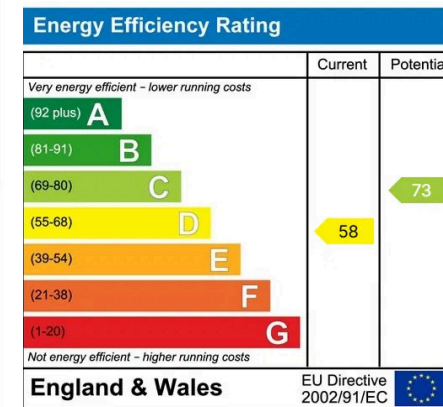 Energy Efficiency Rating
Current Potentia
Very energy efficient – lower running costs
(92 plus) A
(81-91) B
(69-80) C
73
(55-68) D
58
(39-54) E
(21-38) F
(1-20) G
Not energy efficient – higher running costs
England & Wales
EU Directive
2002/91/EC